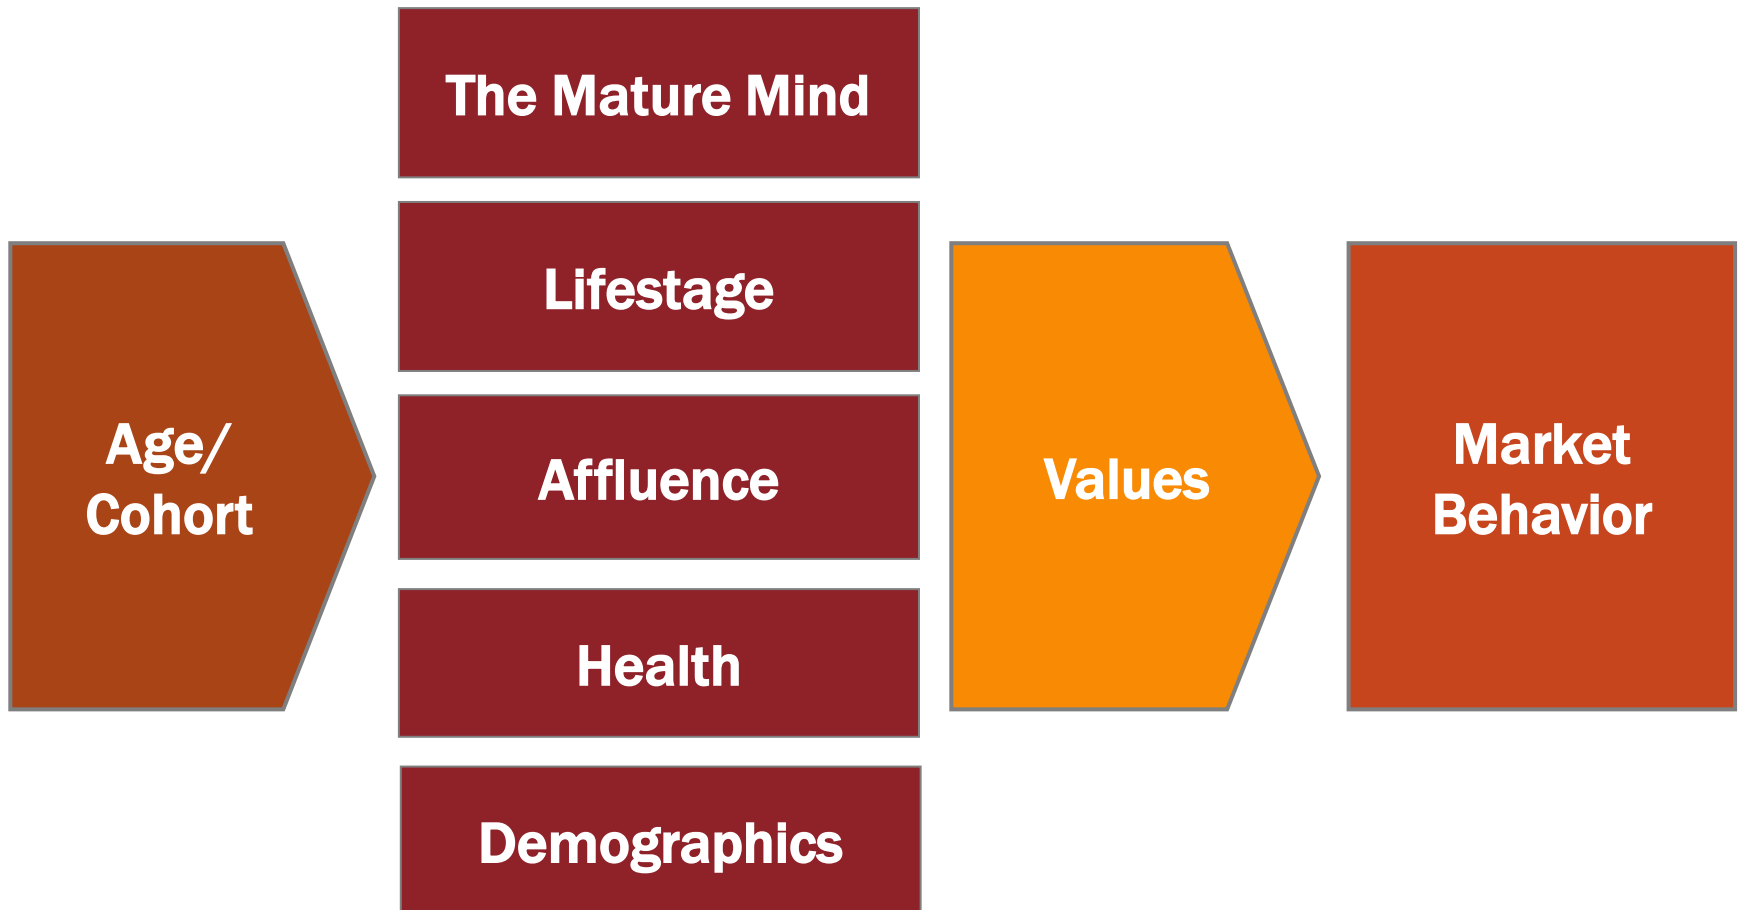 The Mature Mind
Lifestage
Age/
Cohort
Affluence
Values
Market
Behavior
Health
Demographics